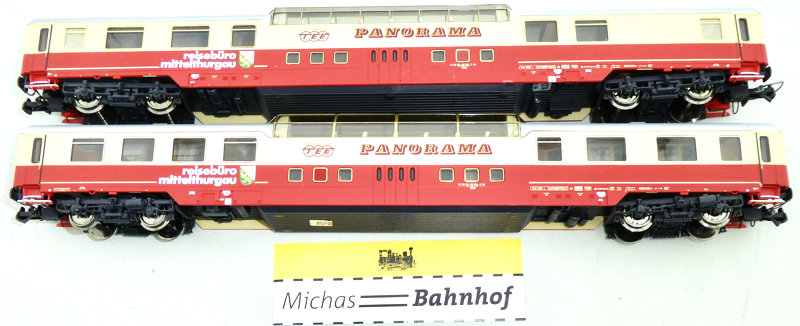 TEE PANORAMA
reisebüro
mittelthurgau
TEE PANORAMA
reisebüro
mittelthurgau
Michas Bahnhof